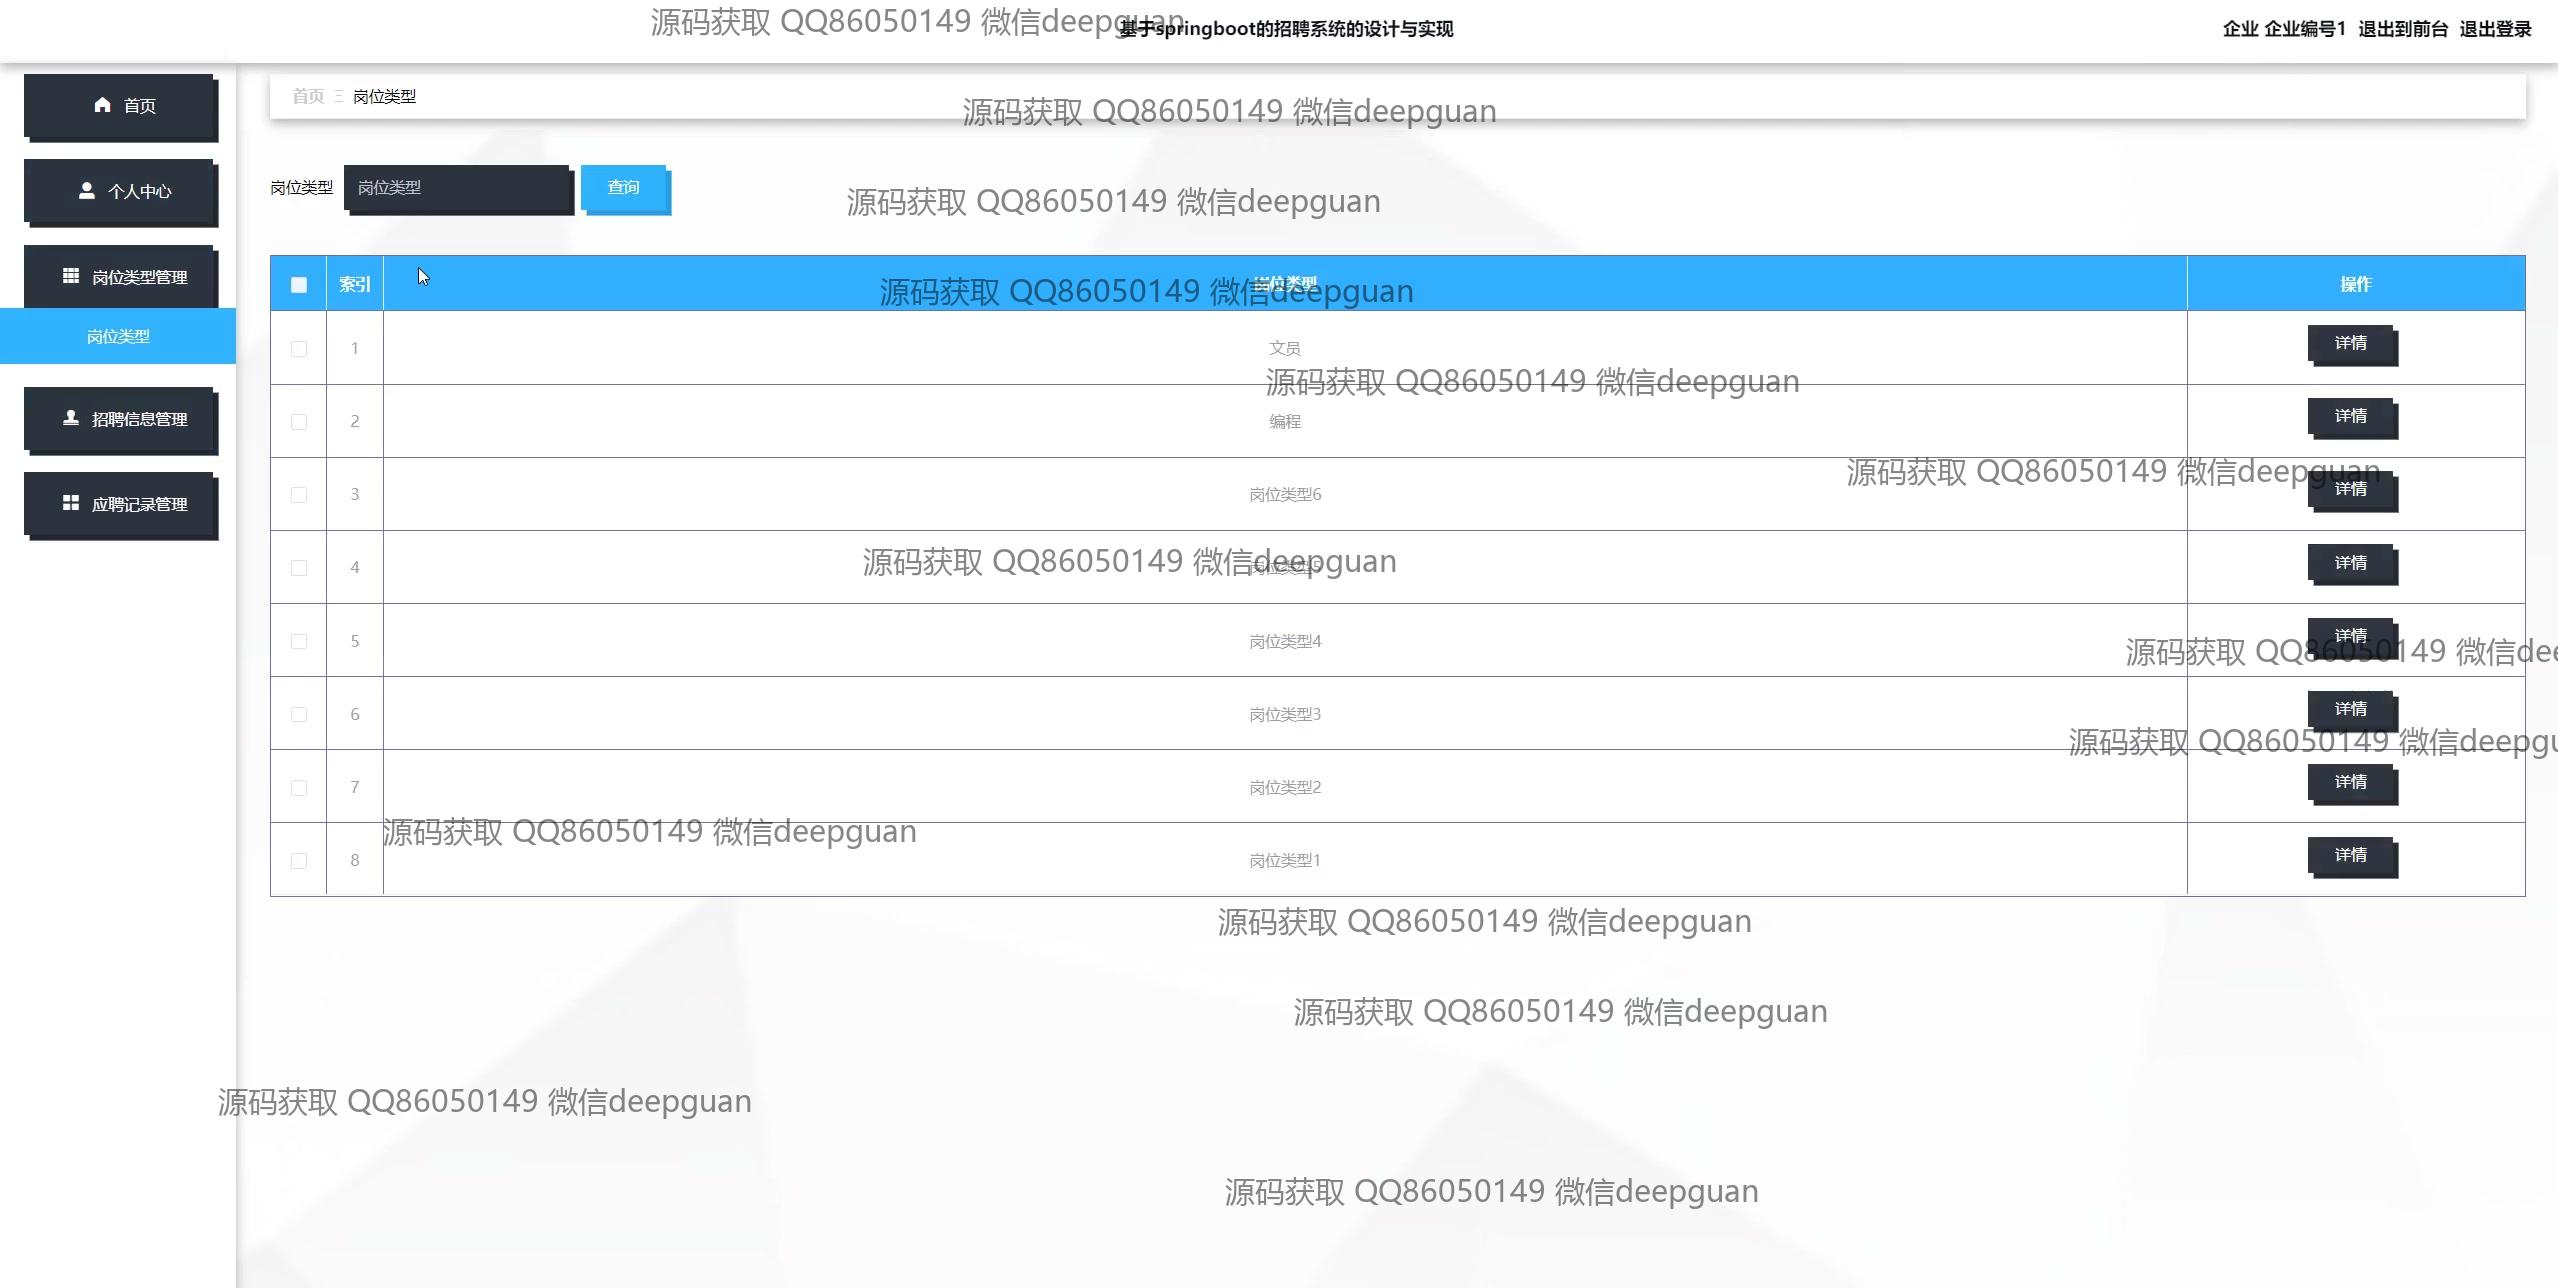 源码获取 QQ86050149 微信deepguan
基于springboot的招聘系统的设计与实现
企业 企业编号1 退出到前台 退出登录
首页
个人中心
岗位类型管理
岗位类型
招聘信息管理
应聘记录管理
首页 岗位类型
源码获取 QQ86050149 微信deepguan
岗位类型 岗位类型 查询
源码获取 QQ86050149 微信deepguan
索引 岗位类型 操作
源码获取 QQ86050149 微信deepguan
1 文员 详情
源码获取 QQ86050149 微信deepguan
2 编程 详情
源码获取 QQ86050149 微信deepguan
3 岗位类型6 详情
源码获取 QQ86050149 微信deepguan
4 岗位类型5 详情
5 岗位类型4 详情
源码获取 QQ86050149 微信dee
6 岗位类型3 详情
源码获取 QQ86050149 微信deepgu
7 岗位类型2 详情
源码获取 QQ86050149 微信deepguan
8 岗位类型1 详情
源码获取 QQ86050149 微信deepguan
源码获取 QQ86050149 微信deepguan
源码获取 QQ86050149 微信deepguan
源码获取 QQ86050149 微信deepguan